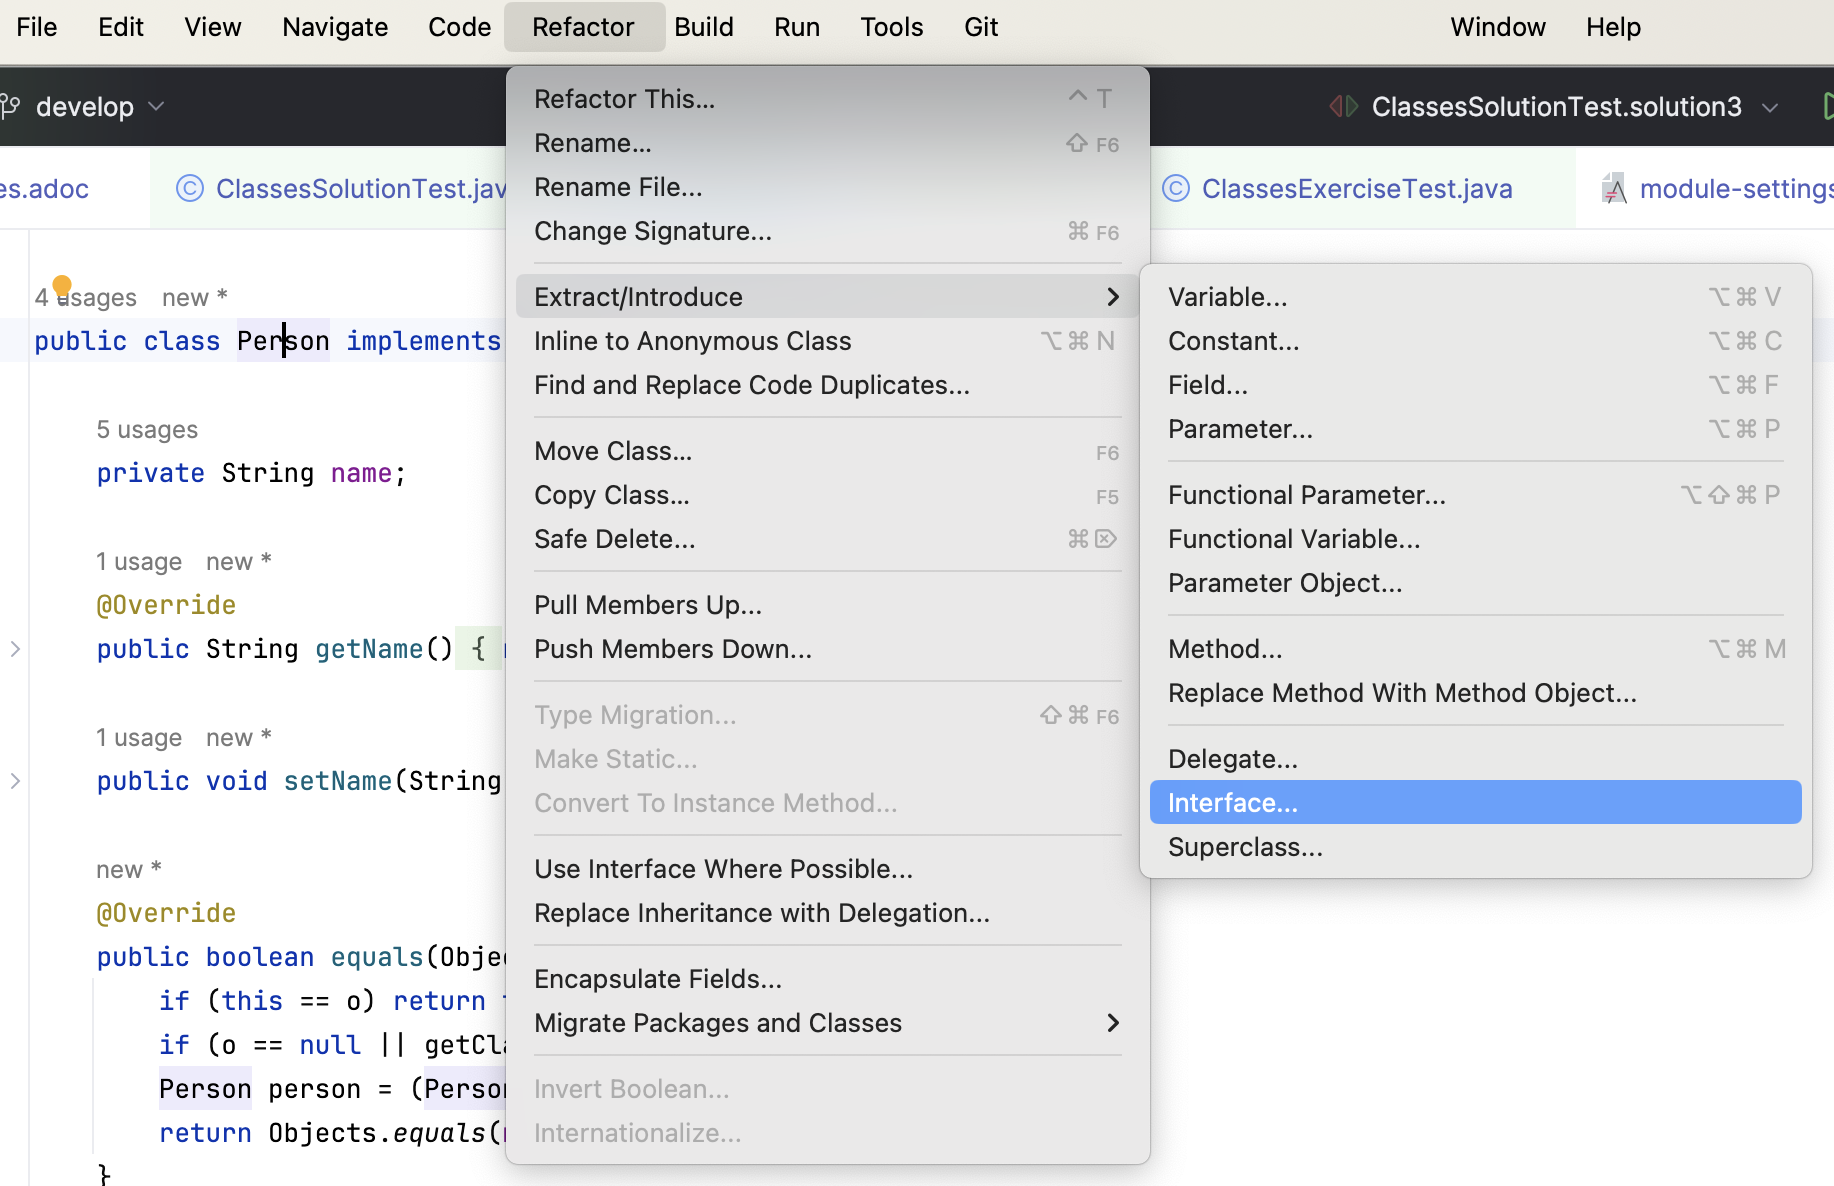 File Edit View Navigate Code Refactor Build Run Tools Git Window Help
develop ClassesSolutionTest.solution3
es.adoc ClassesSolutionTest.jav ClassesExerciseTest.java module-settings
4 usages new *
public class Person implements
5 usages
private String name;
1 usage new *
@Override
public String getName() {
1 usage new *
public void setName(String
new *
@Override
public boolean equals(Obje
if (this == o) return
if (o == null || getCla
Person person = (Person
return Objects.equals(
}
Refactor This... ⌃ T
Rename... ⇧ F6
Rename File...
Change Signature... ⌘ F6
Extract/Introduce
Inline to Anonymous Class ⌥⌘ N
Find and Replace Code Duplicates...
Move Class... F6
Copy Class... F5
Safe Delete... ⌘⌦
Pull Members Up...
Push Members Down...
Type Migration... ⇧⌘ F6
Make Static...
Convert To Instance Method...
Use Interface Where Possible...
Replace Inheritance with Delegation...
Encapsulate Fields...
Migrate Packages and Classes
Invert Boolean...
Internationalize...
Variable... ⌥⌘ V
Constant... ⌥⌘ C
Field... ⌥⌘ F
Parameter... ⌥⌘ P
Functional Parameter... ⌥⇧⌘ P
Functional Variable...
Parameter Object...
Method... ⌥⌘ M
Replace Method With Method Object...
Delegate...
Interface...
Superclass...